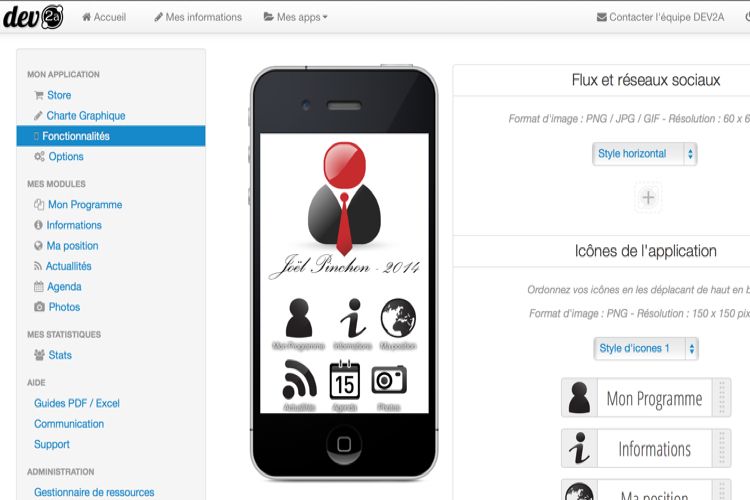 dev 2a
Accueil
Mes informations
Mes apps
Contacter l'équipe DEV2A
MON APPLICATION
Store
Charte Graphique
Fonctionnalités
Options
MES MODULES
Mon Programme
Informations
Ma position
Actualités
Agenda
Photos
MES STATISTIQUES
Stats
AIDE
Guides PDF / Excel
Communication
Support
ADMINISTRATION
Gestionnaire de ressources
Joël Pinchon - 2014
Mon Programme
Informations
Ma position
15
Actualités
Agenda
Photos
Flux et réseaux sociaux
Format d'image : PNG / JPG / GIF - Résolution : 60 x 6
Style horizontal
Icônes de l'application
Ordonnez vos icônes en les déplacant de haut en b
Format d'image : PNG - Résolution : 150 x 150 pix
Style d'icones 1
Mon Programme
Informations
Ma position